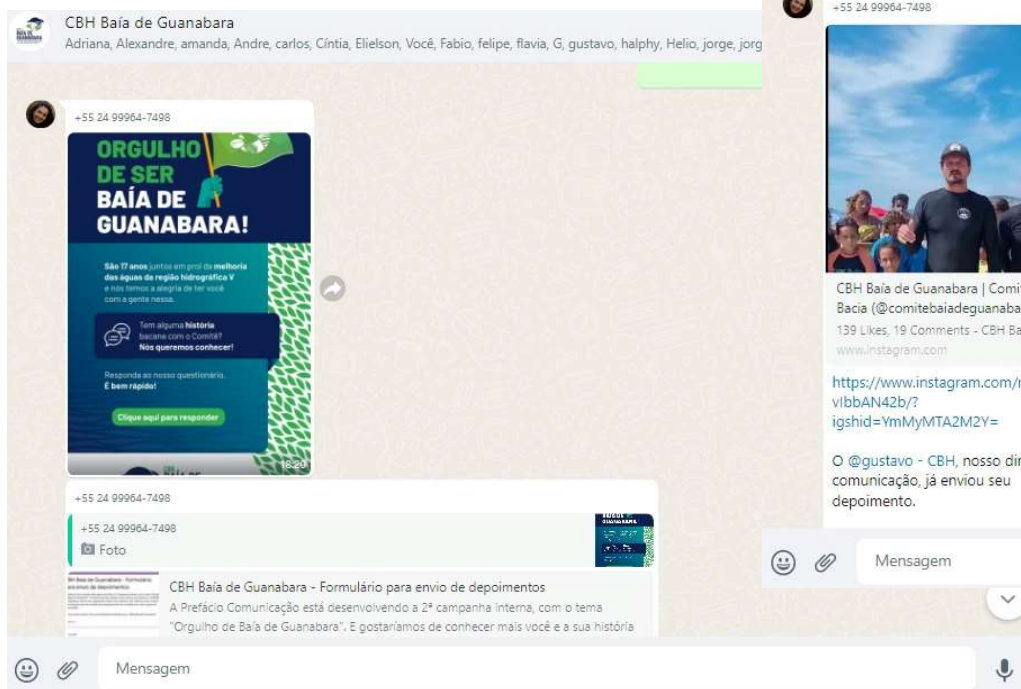 CBH Baía de Guanabara
Adriana, Alexandre, amanda, Andre, carlos, Cíntia, Elielson, Você, Fabio, felipe, flavia, G, gustavo, halphy, Helio, jorge, jorg
+55 24 99964-7498
ORGULHO
DE SER
BAÍA DE
GUANABARA!
São 17 anos juntos em prol da melhoria
das águas da região hidrográfica V
e nós temos a alegria de ter você
com a gente nessa.
Tem alguma história
bacana com o Comitê?
Nós queremos conhecer!
Responda ao nosso questionário.
É bem rápido!
Clique aqui para responder
18:20
+55 24 99964-7498
+55 24 99964-7498
Foto
CBH Baía de Guanabara - Formulário para envio de depoimentos
A Prefácio Comunicação está desenvolvendo a 2ª campanha interna, com o tema
"Orgulho de Baía de Guanabara". E gostaríamos de conhecer mais você e a sua história
Mensagem
+55 24 99964-7498
CBH Baía de Guanabara | Comi
Bacia (@comitebaiadeguanaba
139 Likes, 19 Comments - CBH Ba
www.instagram.com
https://www.instagram.com/r
vIbbAN42b/?
igshid=YmMyMTA2M2Y=
O @gustavo - CBH, nosso dir
comunicação, já enviou seu
depoimento.
Mensagem